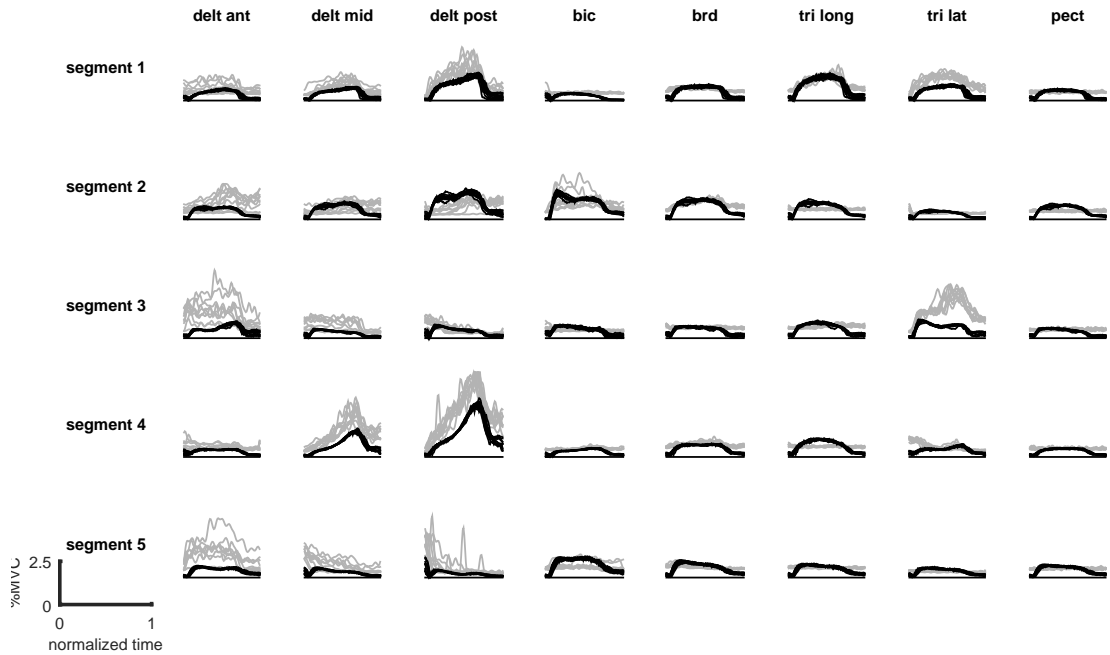 delt ant delt mid delt post bic brd tri long tri lat pect
segment 1
segment 2
segment 3
segment 4
segment 5
2.5
%MVC
0
0 1
normalized time